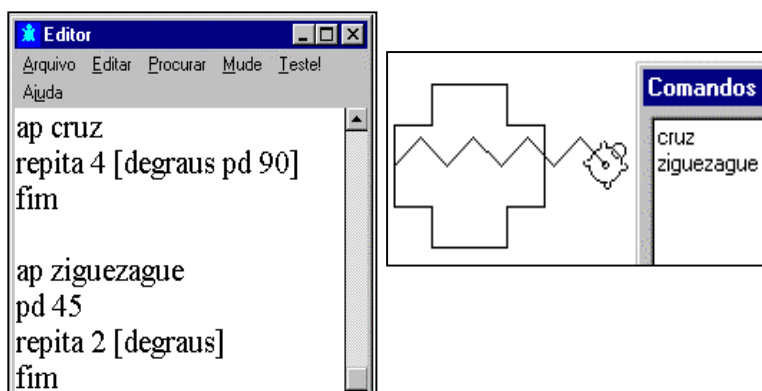 Editor
Arquivo Editar Procurar Mude Teste!
Ajuda
ap cruz
repita 4 [degraus pd 90]
fim
ap ziguezague
pd 45
repita 2 [degraus]
fim
Comandos
cruz
ziguezague